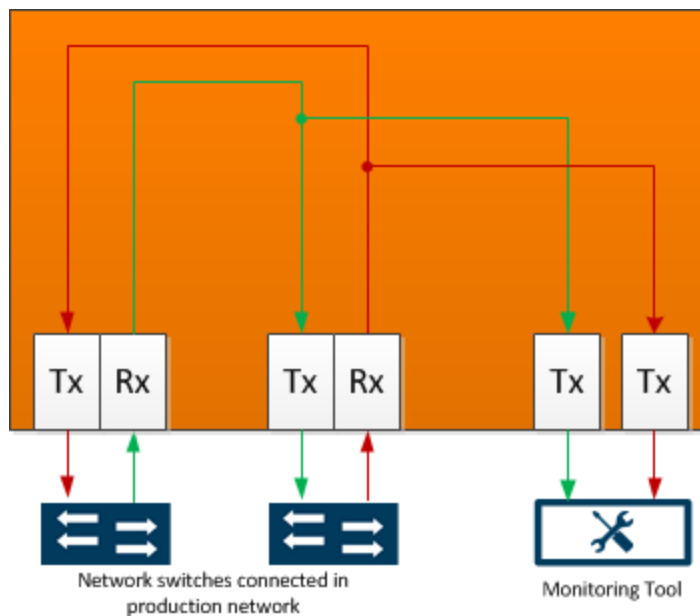 Tx Rx Tx Rx Tx Tx
Network switches connected in
production network
Monitoring Tool